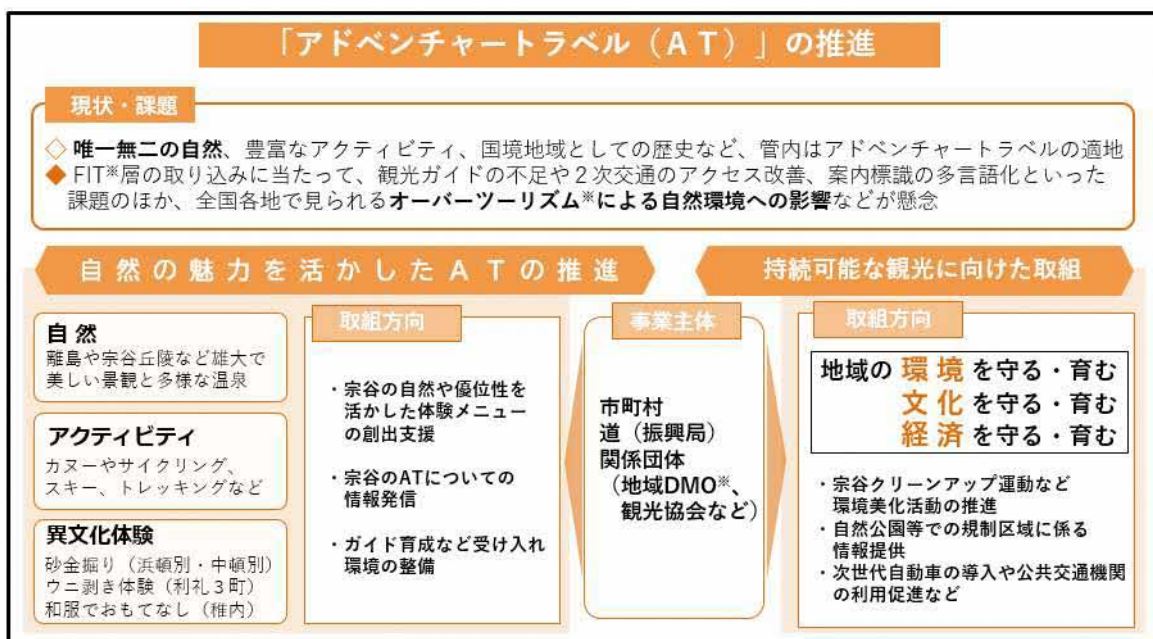 「アドベンチャートラベル（ＡＴ）」の推進
現状・課題
◇ 唯一無二の自然、豊富なアクティビティ、国境地域としての歴史など、管内はアドベンチャートラベルの適地
◆ FIT※層の取り込みに当たって、観光ガイドの不足や２次交通のアクセス改善、案内標識の多言語化といった
課題のほか、全国各地で見られるオーバーツーリズム※による自然環境への影響などが懸念
自然の魅力を活かしたＡＴの推進
自 然
離島や宗谷丘陵など雄大で
美しい景観と多様な温泉
アクティビティ
カヌーやサイクリング、
スキー、トレッキングなど
異文化体験
砂金掘り（浜頓別・中頓別）
ウニ剥き体験（利礼３町）
和服でおもてなし（稚内）
取組方向
・宗谷の自然や優位性を
活かした体験メニュー
の創出支援
・宗谷のATについての
情報発信
・ガイド育成など受け入れ
環境の整備
事業主体
市町村
道（振興局）
関係団体
（地域DMO※、
観光協会など）
持続可能な観光に向けた取組
取組方向
地域の 環 境 を守る・育む
文 化 を守る・育む
経 済 を守る・育む
・宗谷クリーンアップ運動など
環境美化活動の推進
・自然公園等での規制区域に係る
情報提供
・次世代自動車の導入や公共交通機関
の利用促進など